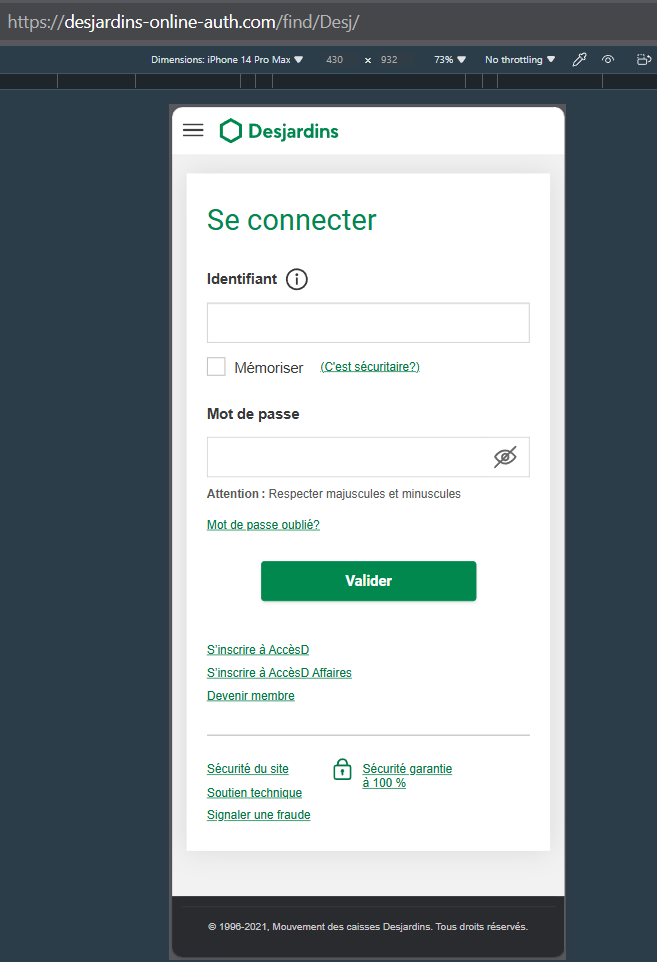 https://desjardins-online-auth.com/find/Desj/
Dimensions: iPhone 14 Pro Max ▼ 430 × 932 73% ▼ No throttling ▼
Desjardins
Se connecter
Identifiant
Mémoriser (C'est sécuritaire?)
Mot de passe
Attention : Respecter majuscules et minuscules
Mot de passe oublié?
Valider
S'inscrire à AccèsD
S'inscrire à AccèsD Affaires
Devenir membre
Sécurité du site
Soutien technique
Signaler une fraude
Sécurité garantie
à 100 %
© 1996-2021, Mouvement des caisses Desjardins. Tous droits réservés.